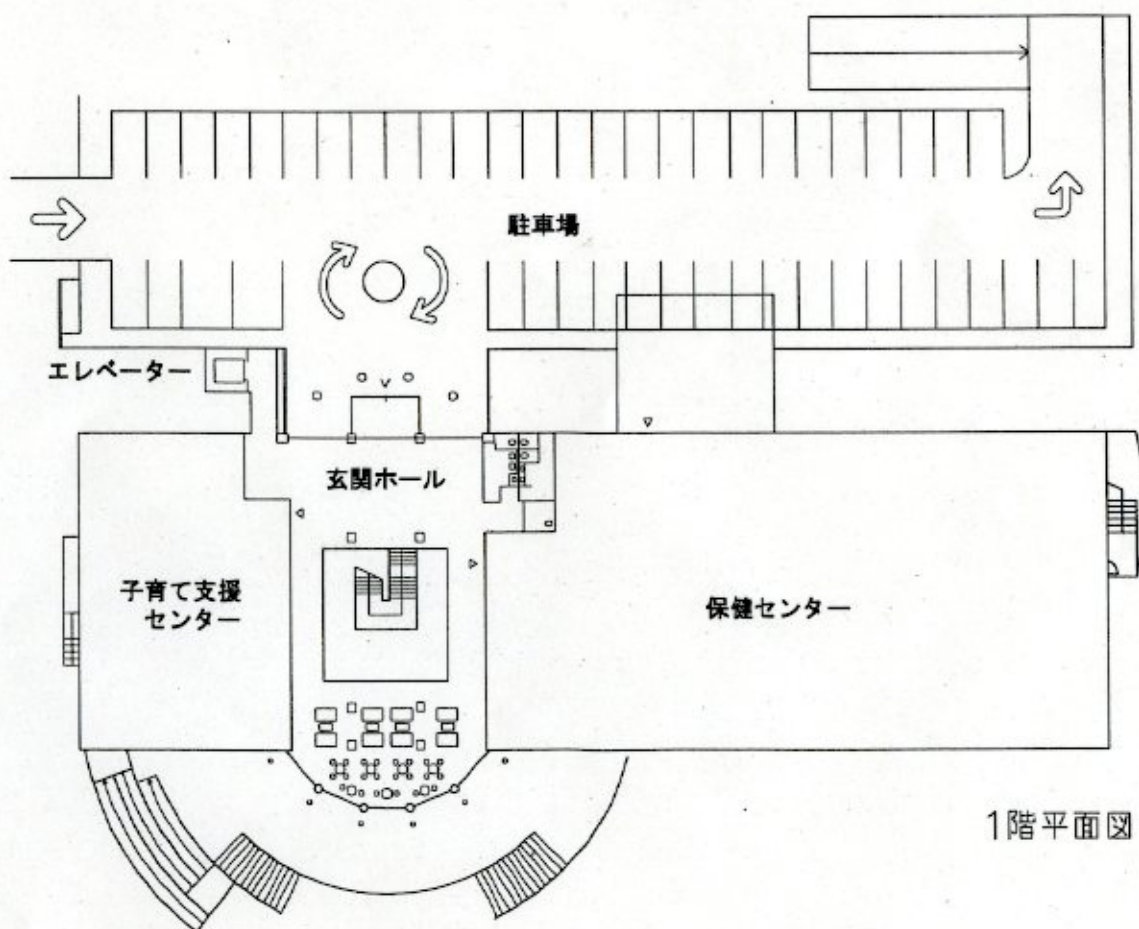 駐車場
エレベーター
玄関ホール
子育て支援
センター
保健センター
1階平面図